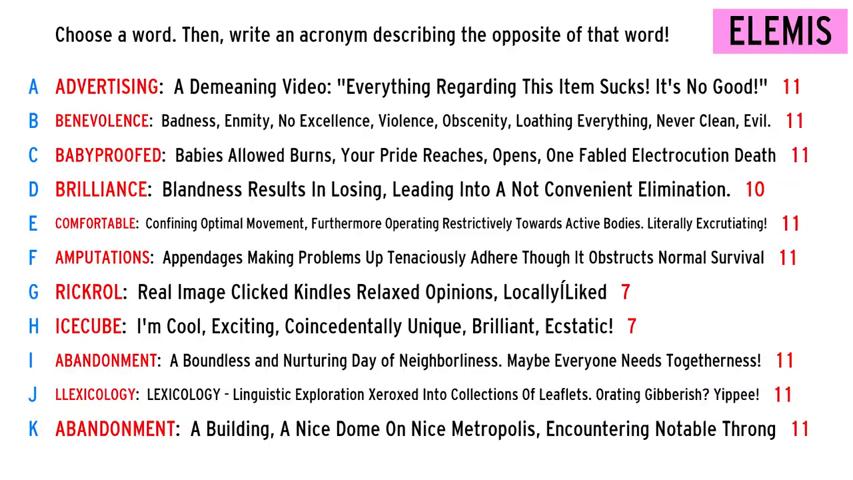 Choose a word. Then, write an acronym describing the opposite of that word!
ELEMIS
A ADVERTISING: A Demeaning Video: "Everything Regarding This Item Sucks! It's No Good!" 11
B BENEVOLENCE: Badness, Enmity, No Excellence, Violence, Obscenity, Loathing Everything, Never Clean, Evil. 11
C BABYPROOFED: Babies Allowed Burns, Your Pride Reaches, Opens, One Fabled Electrocution Death 11
D BRILLIANCE: Blandness Results In Losing, Leading Into A Not Convenient Elimination. 10
E COMFORTABLE: Confining Optimal Movement, Furthermore Operating Restrictively Towards Active Bodies. Literally Excrutiating! 11
F AMPUTATIONS: Appendages Making Problems Up Tenaciously Adhere Though It Obstructs Normal Survival 11
G RICKROL: Real Image Clicked Kindles Relaxed Opinions, LocallyÍLiked 7
H ICECUBE: I'm Cool, Exciting, Coincedentally Unique, Brilliant, Ecstatic! 7
I ABANDONMENT: A Boundless and Nurturing Day of Neighborliness. Maybe Everyone Needs Togetherness! 11
J LLEXICOLOGY: LEXICOLOGY - Linguistic Exploration Xeroxed Into Collections Of Leaflets. Orating Gibberish? Yippee! 11
K ABANDONMENT: A Building, A Nice Dome On Nice Metropolis, Encountering Notable Throng 11